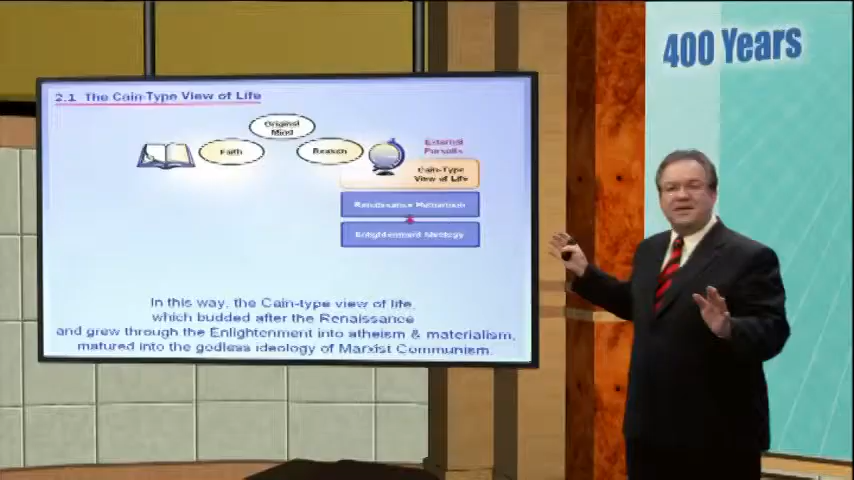 400 Years
2.1 The Cain-Type View of Life
Original
Mind
Faith
Reason
External
Pursuits
Cain-Type
View of Life
Renaissance Humanism
Enlightenment Ideology
In this way, the Cain-type view of life,
which budded after the Renaissance
and grew through the Enlightenment into atheism & materialism,
matured into the godless ideology of Marxist Communism.